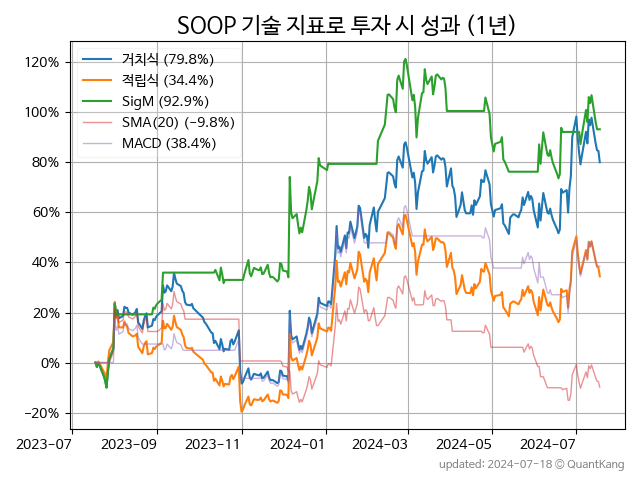 SOOP 기술 지표로 투자 시 성과 (1년)
거치식 (79.8%)
적립식 (34.4%)
SigM (92.9%)
SMA(20) (−9.8%)
MACD (38.4%)
120%
100%
80%
60%
40%
20%
0%
−20%
2023-07 2023-09 2023-11 2024-01 2024-03 2024-05 2024-07
updated: 2024-07-18 © QuantKang